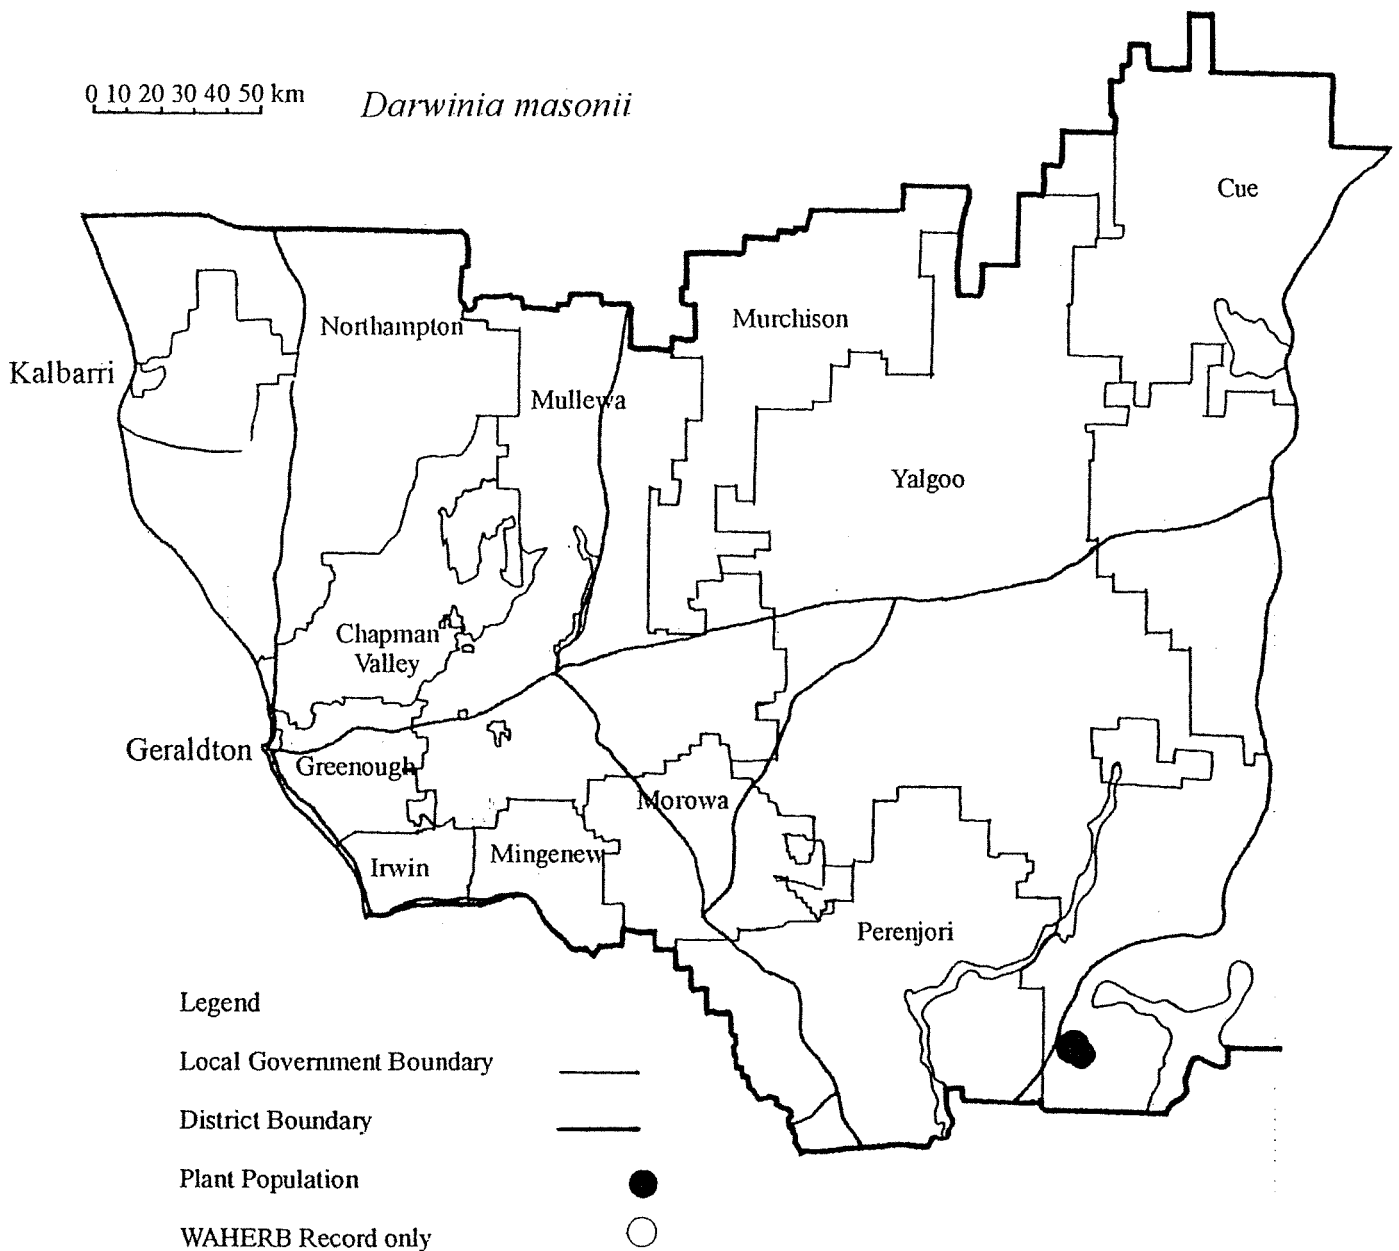 0 10 20 30 40 50 km
Darwinia masonii
Cue
Northampton
Murchison
Kalbarri
Mullewa
Yalgoo
Chapman
Valley
Geraldton
Greenough
Morowa
Irwin
Mingenew
Perenjori
Legend
Local Government Boundary
District Boundary
Plant Population
WAHERB Record only